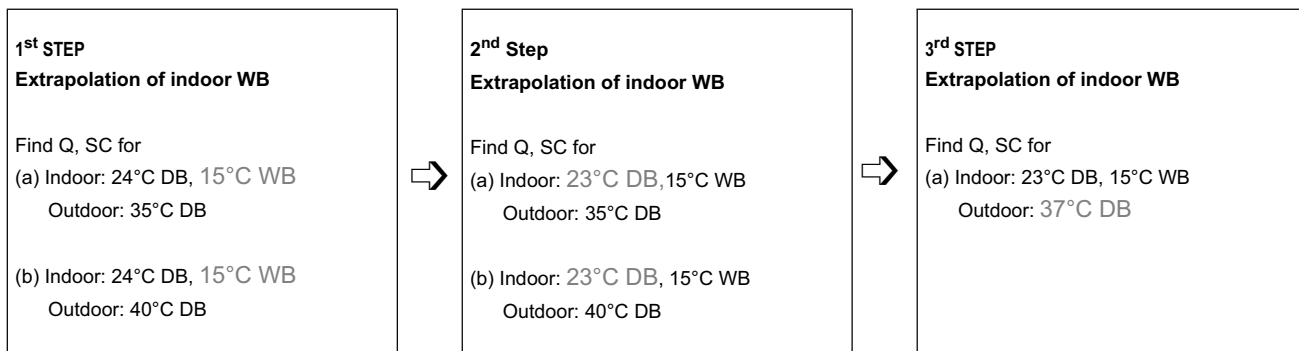 1st STEP
Extrapolation of indoor WB
Find Q, SC for
(a) Indoor: 24°C DB, 15°C WB
Outdoor: 35°C DB
(b) Indoor: 24°C DB, 15°C WB
Outdoor: 40°C DB
2nd Step
Extrapolation of indoor WB
Find Q, SC for
(a) Indoor: 23°C DB,15°C WB
Outdoor: 35°C DB
(b) Indoor: 23°C DB, 15°C WB
Outdoor: 40°C DB
3rd STEP
Extrapolation of indoor WB
Find Q, SC for
(a) Indoor: 23°C DB, 15°C WB
Outdoor: 37°C DB